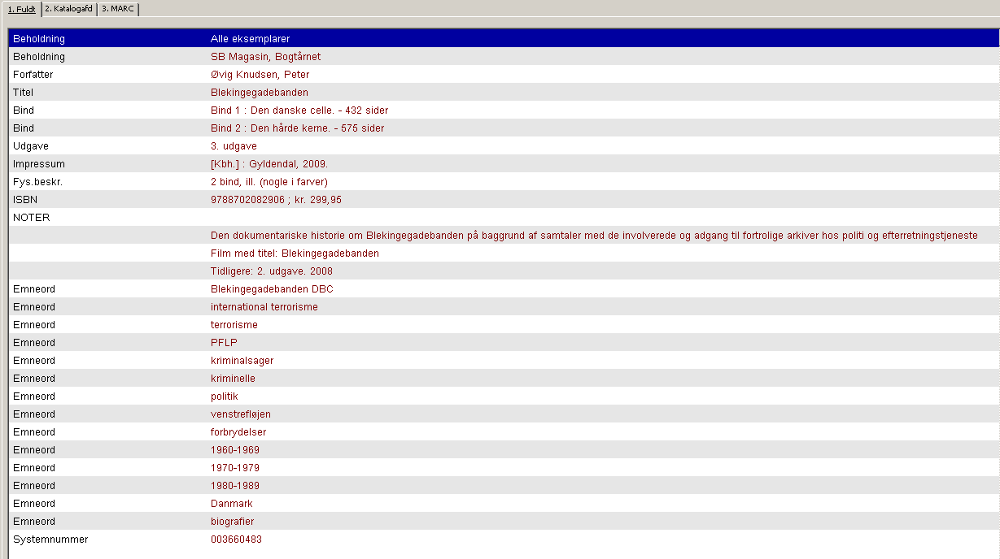 1. Fuldt 2. Katalogafd 3. MARC
Beholdning Alle eksemplarer
Beholdning SB Magasin, Bogtårnet
Forfatter Øvig Knudsen, Peter
Titel Blekingegadebanden
Bind Bind 1 : Den danske celle. - 432 sider
Bind Bind 2 : Den hårde kerne. - 575 sider
Udgave 3. udgave
Impressum [Kbh.] : Gyldendal, 2009.
Fys.beskr. 2 bind, ill. (nogle i farver)
ISBN 9788702082906 ; kr. 299,95
NOTER
Den dokumentariske historie om Blekingegadebanden på baggrund af samtaler med de involverede og adgang til fortrolige arkiver hos politi og efterretningstjeneste
Film med titel: Blekingegadebanden
Tidligere: 2. udgave. 2008
Emneord Blekingegadebanden DBC
Emneord international terrorisme
Emneord terrorisme
Emneord PFLP
Emneord kriminalsager
Emneord kriminelle
Emneord politik
Emneord venstrefløjen
Emneord forbrydelser
Emneord 1960-1969
Emneord 1970-1979
Emneord 1980-1989
Emneord Danmark
Emneord biografier
Systemnummer 003660483